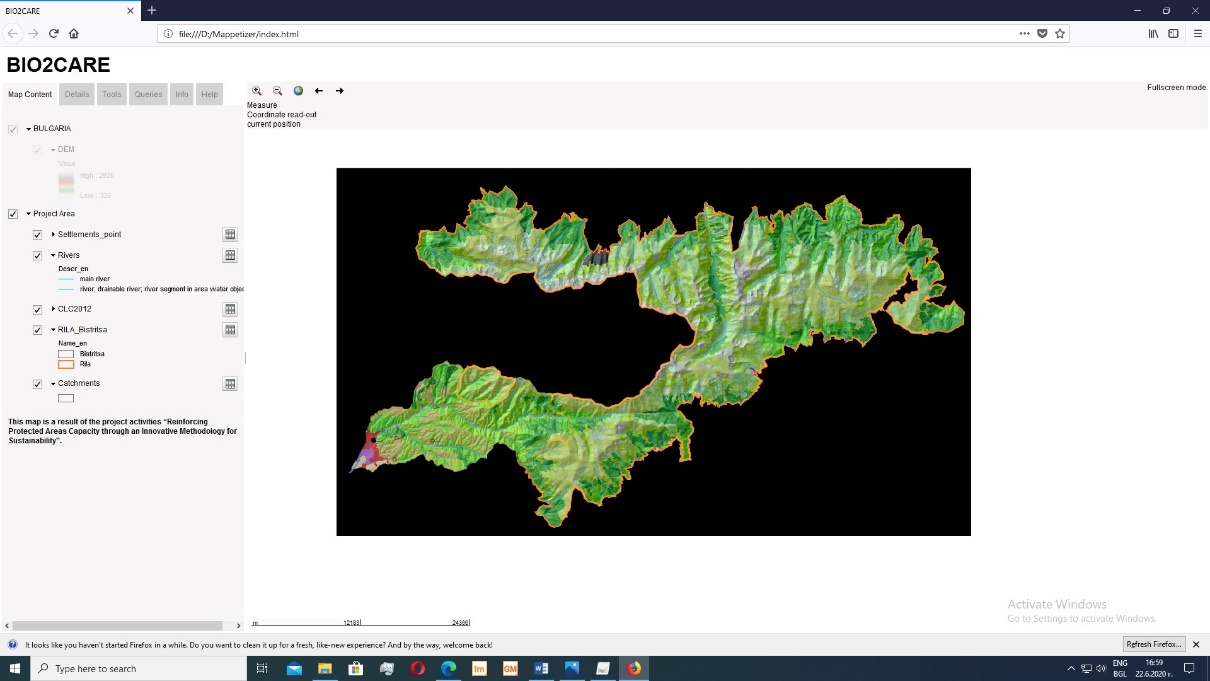 BIO2CARE
file:///D:/Mappetizer/index.html
BIO2CARE
Map Content Details Tools Queries Info Help
Fullscreen mode
Measure
Coordinate read-out
current position
BULGARIA
DEM
Value
High : 2920
Project Area
Settlements_point
Rivers
Descr_en
main river
river; drainable river; river segment in area water objec
CLC2012
RILA_Bistritsa
Name_en
Bistritsa
Rila
Catchments
This map is a result of the project activities "Reinforcing
Protected Areas Capacity through an Innovative Methodology for
Sustainability".
m 12183 24366
Activate Windows
Go to Settings to activate Windows.
It looks like you haven't started Firefox in a while. Do you want to clean it up for a fresh, like-new experience? And by the way, welcome back!
Refresh Firefox...
Type here to search
Im
GM
ENG 16:59
BGL 22.6.2020 г.